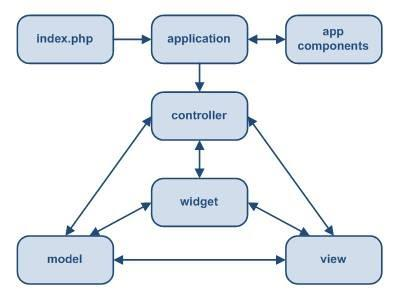 index.php
application
app
components
controller
widget
model
view